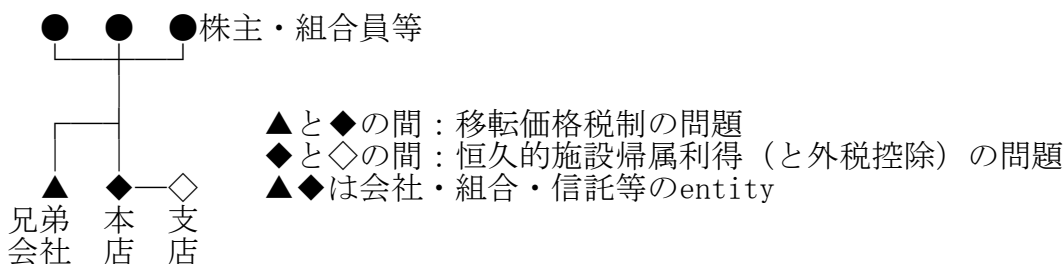 ●　●　●株主・組合員等
▲と◆の間：移転価格税制の問題
◆と◇の間：恒久的施設帰属利得（と外税控除）の問題
▲　◆─◇　▲◆は会社・組合・信託等のentity
兄弟　本　支
会社　店　店